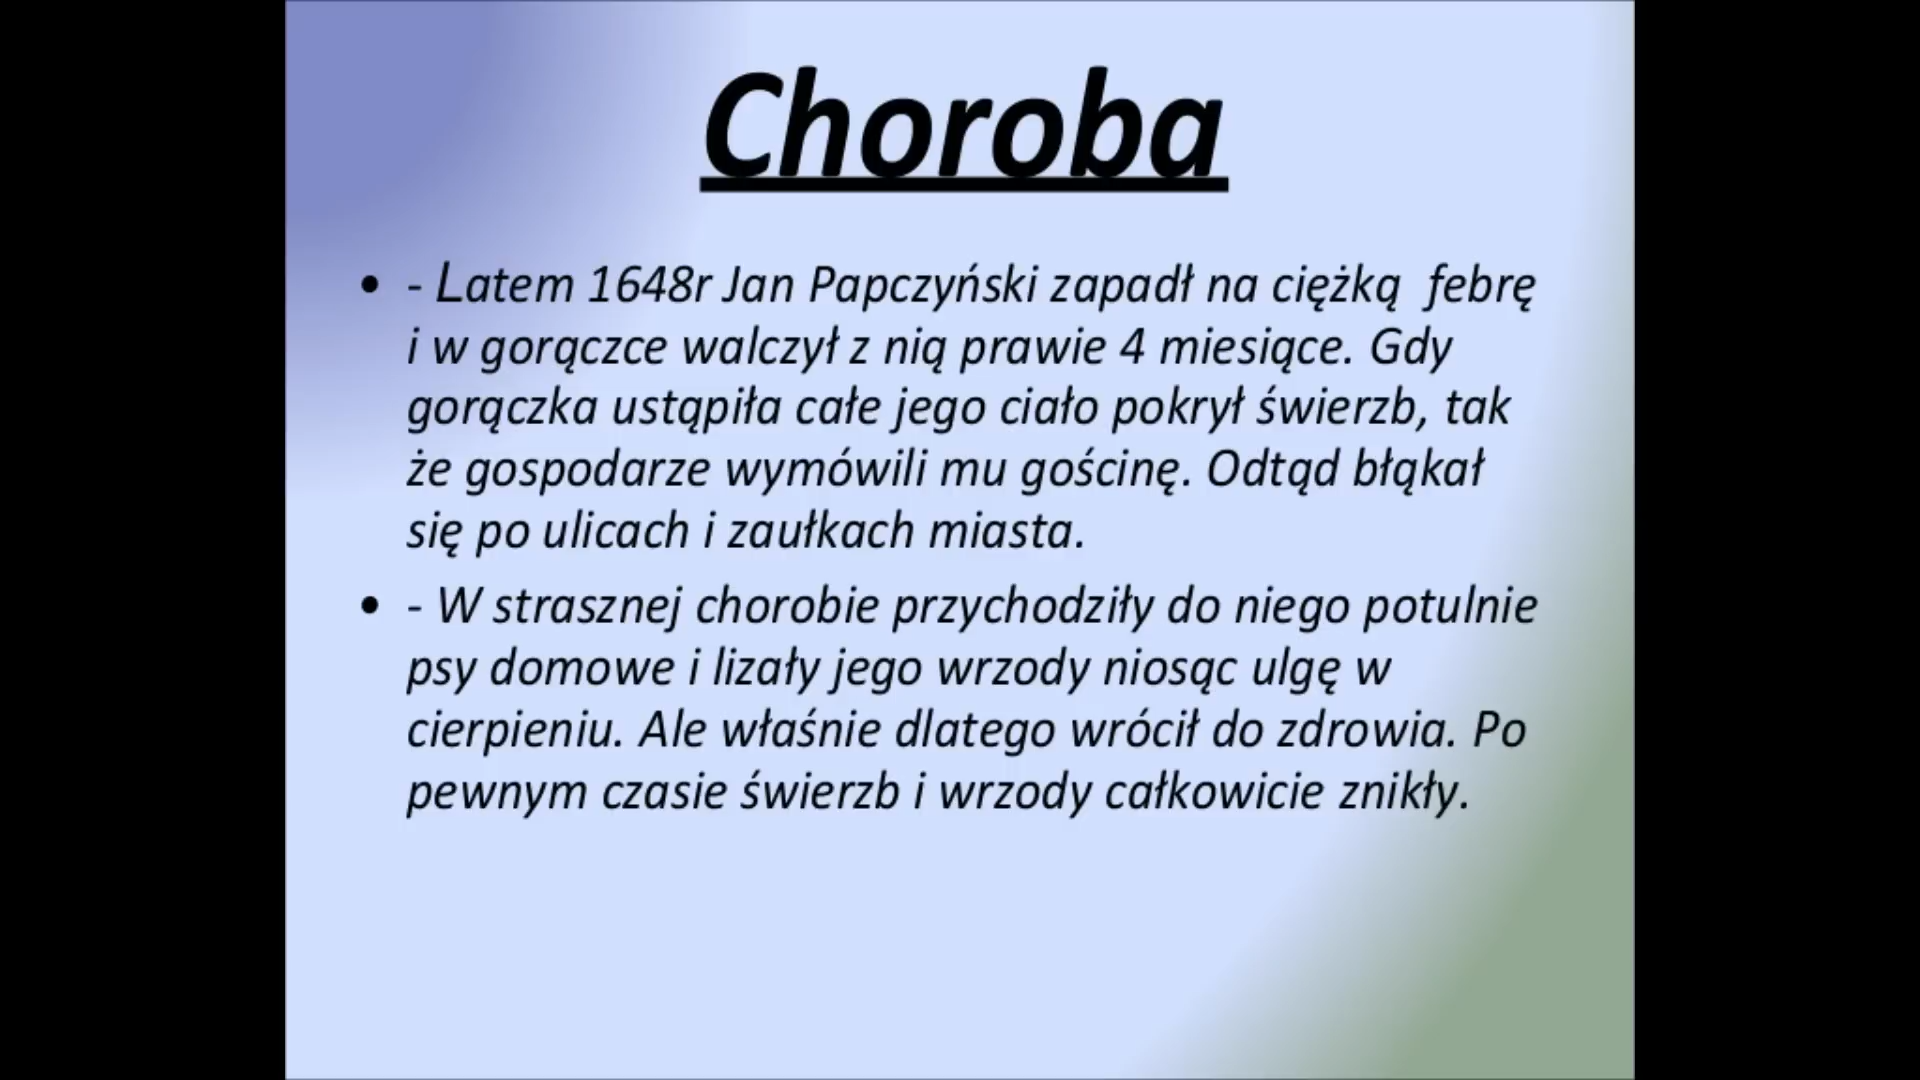 Choroba
• - Latem 1648r Jan Papczyński zapadł na ciężką febrę
i w gorączce walczył z nią prawie 4 miesiące. Gdy
gorączka ustąpiła całe jego ciało pokrył świerzb, tak
że gospodarze wymówili mu gościnę. Odtąd błąkał
się po ulicach i zaułkach miasta.
• - W strasznej chorobie przychodziły do niego potulnie
psy domowe i lizały jego wrzody niosąc ulgę w
cierpieniu. Ale właśnie dlatego wrócił do zdrowia. Po
pewnym czasie świerzb i wrzody całkowicie znikły.